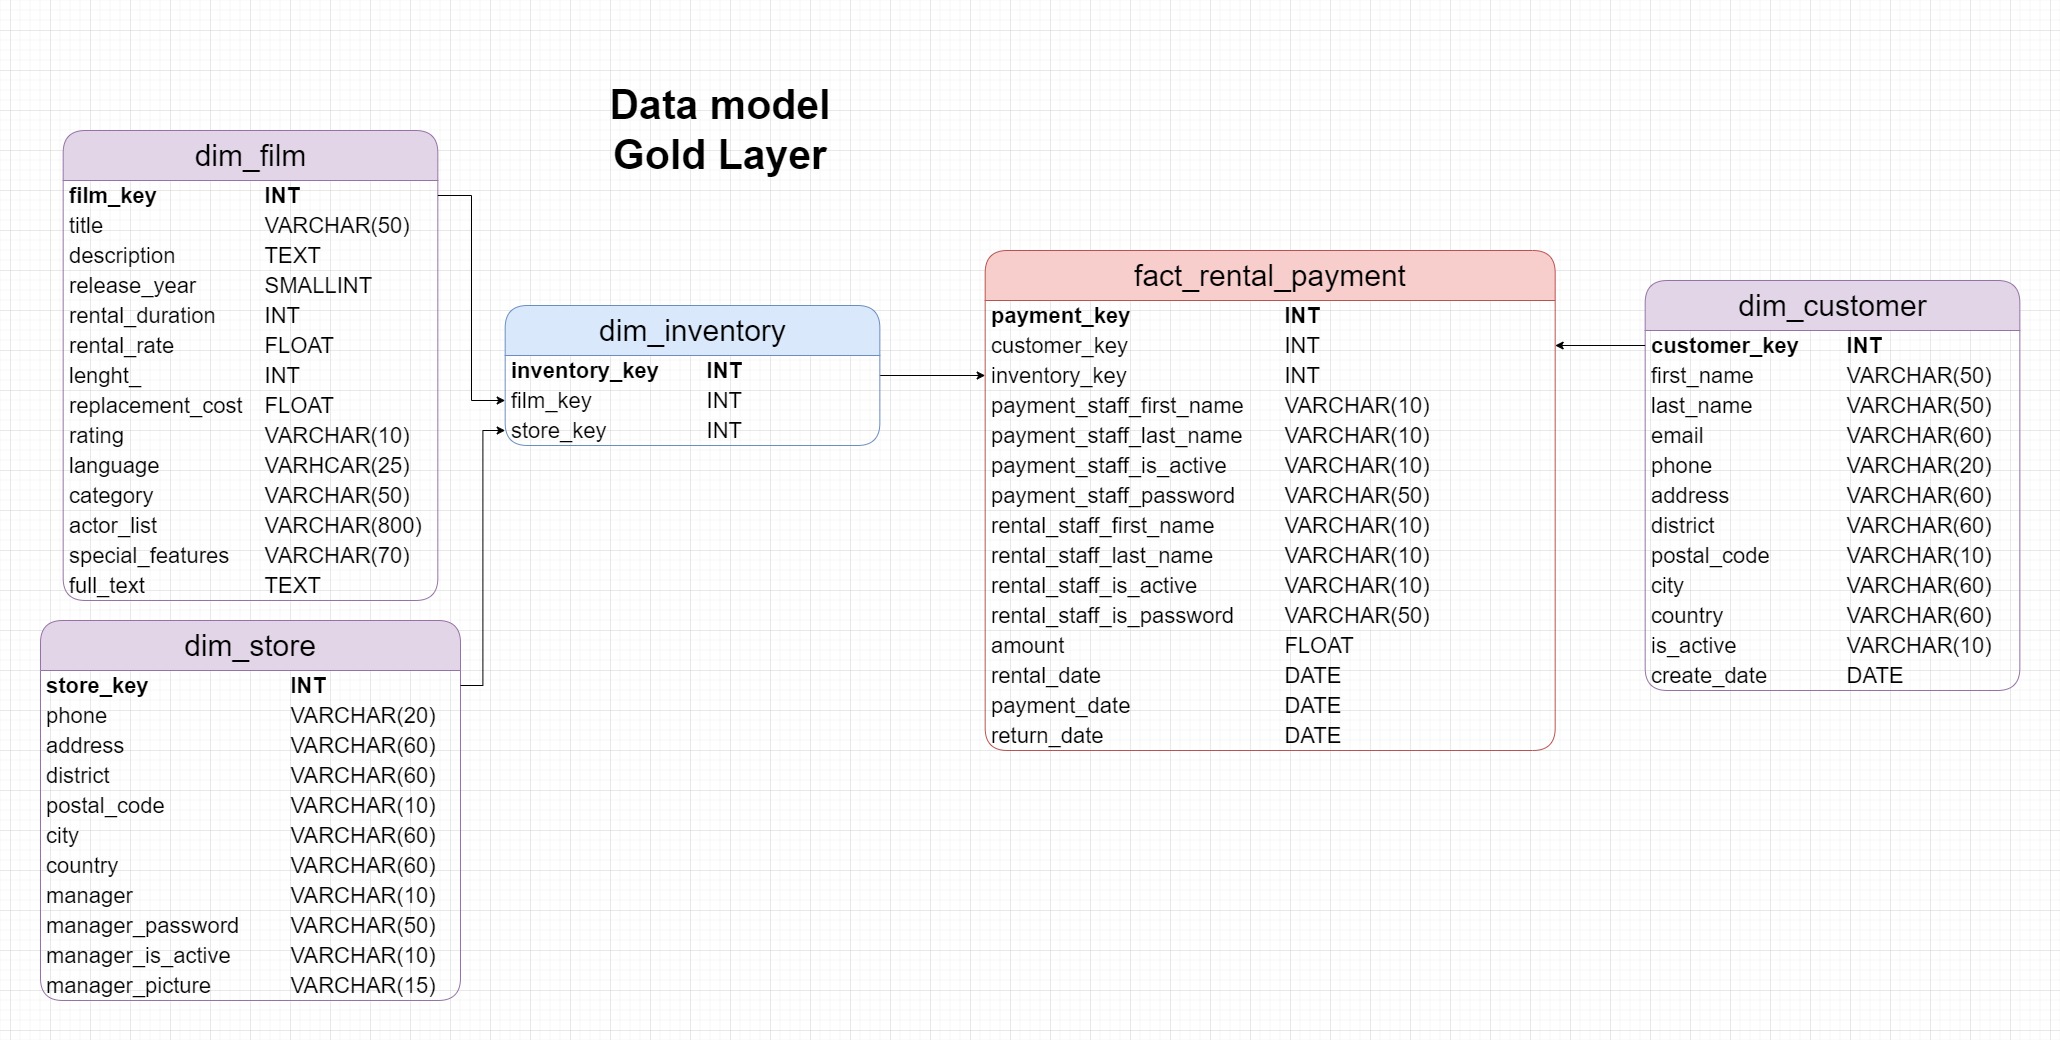 Data model
Gold Layer
dim_film
film_key INT
title VARCHAR(50)
description TEXT
release_year SMALLINT
rental_duration INT
rental_rate FLOAT
lenght_ INT
replacement_cost FLOAT
rating VARCHAR(10)
language VARHCAR(25)
category VARCHAR(50)
actor_list VARCHAR(800)
special_features VARCHAR(70)
full_text TEXT
dim_store
store_key INT
phone VARCHAR(20)
address VARCHAR(60)
district VARCHAR(60)
postal_code VARCHAR(10)
city VARCHAR(60)
country VARCHAR(60)
manager VARCHAR(10)
manager_password VARCHAR(50)
manager_is_active VARCHAR(10)
manager_picture VARCHAR(15)
dim_inventory
inventory_key INT
film_key INT
store_key INT
fact_rental_payment
payment_key INT
customer_key INT
inventory_key INT
payment_staff_first_name VARCHAR(10)
payment_staff_last_name VARCHAR(10)
payment_staff_is_active VARCHAR(10)
payment_staff_password VARCHAR(50)
rental_staff_first_name VARCHAR(10)
rental_staff_last_name VARCHAR(10)
rental_staff_is_active VARCHAR(10)
rental_staff_is_password VARCHAR(50)
amount FLOAT
rental_date DATE
payment_date DATE
return_date DATE
dim_customer
customer_key INT
first_name VARCHAR(50)
last_name VARCHAR(50)
email VARCHAR(60)
phone VARCHAR(20)
address VARCHAR(60)
district VARCHAR(60)
postal_code VARCHAR(10)
city VARCHAR(60)
country VARCHAR(60)
is_active VARCHAR(10)
create_date DATE